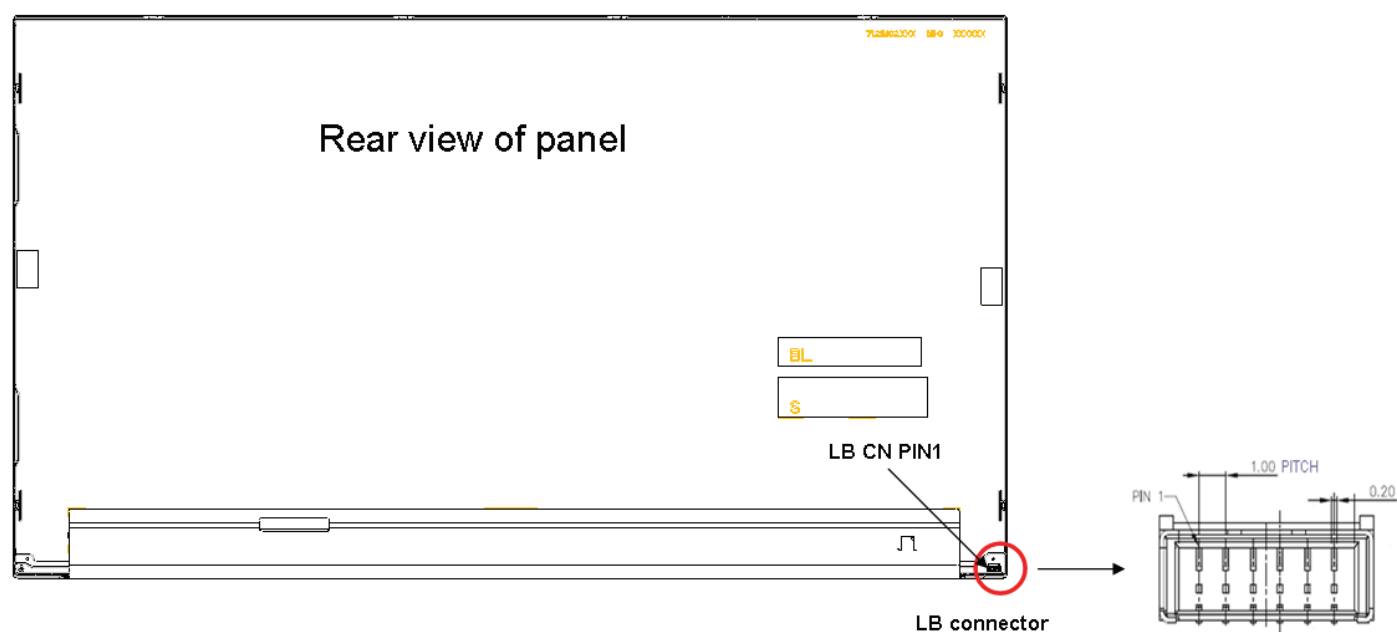 Rear view of panel
BL
S
LB CN PIN1
1.00 PITCH
PIN 1
0.20
LB connector